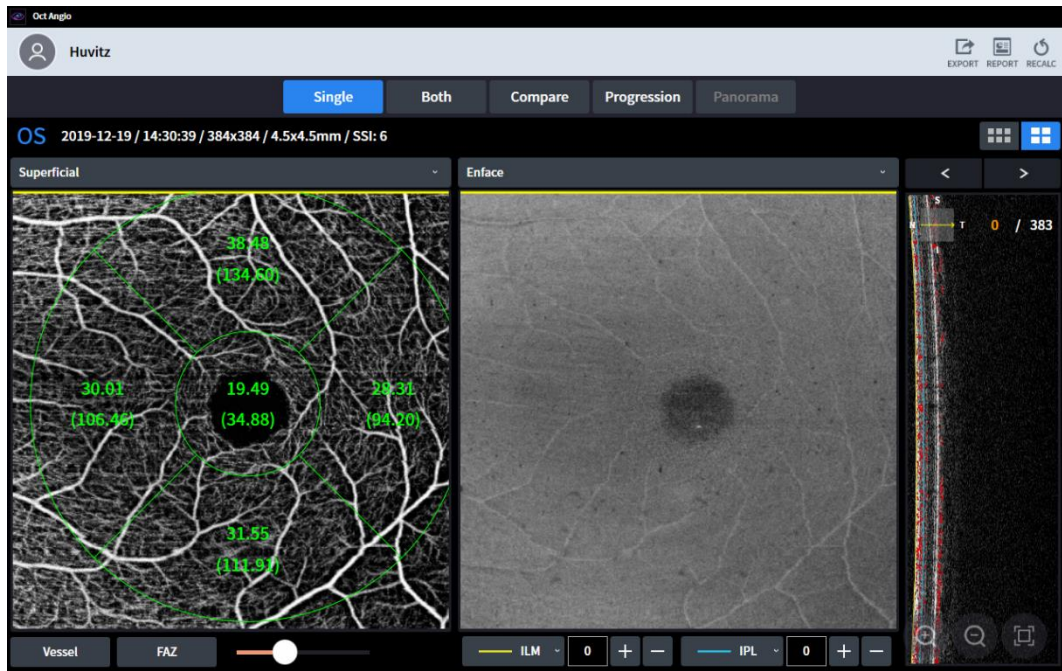 Oct Angio
Huvitz
EXPORT REPORT RECALC
Single Both Compare Progression Panorama
OS 2019-12-19 / 14:30:39 / 384x384 / 4.5x4.5mm / SSI: 6
Superficial Enface < >
S
N T 0 / 383
38.48
(134.60)
30.01 19.49 28.31
(106.46) (34.88) (94.20)
31.55
(111.91)
Vessel FAZ ILM 0 + − IPL 0 + −